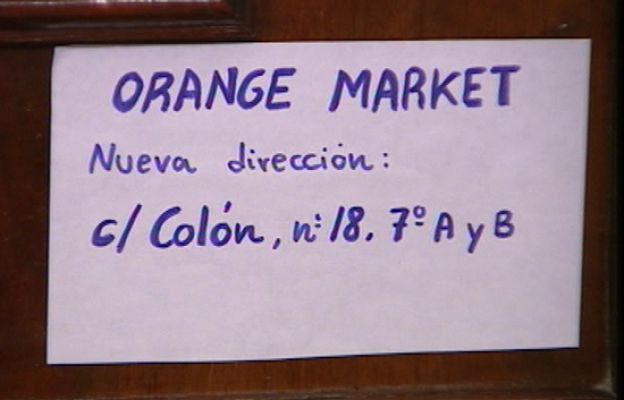 ORANGE MARKET
Nueva dirección:
c/ Colón, nº 18. 7º A y B